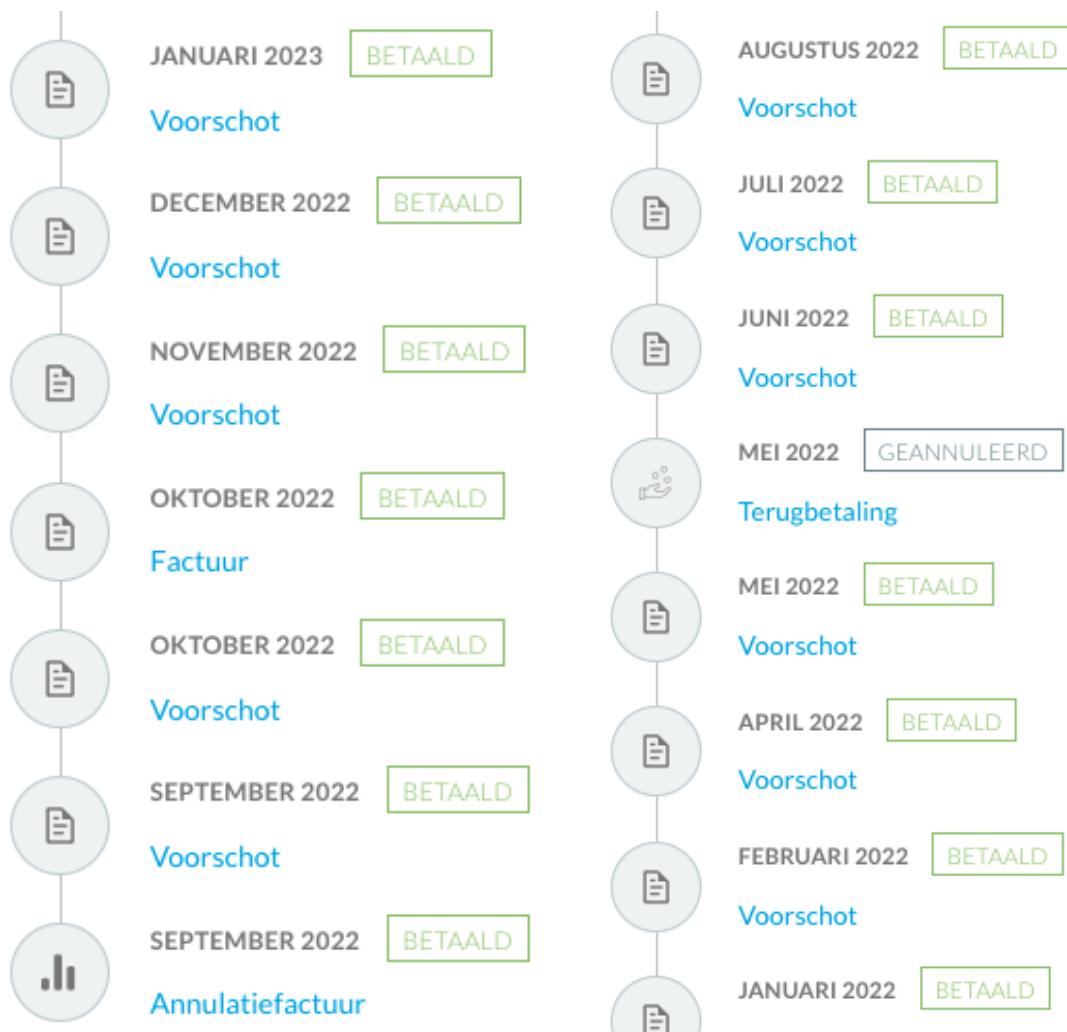 JANUARI 2023 BETAALD
Voorschot
DECEMBER 2022 BETAALD
Voorschot
NOVEMBER 2022 BETAALD
Voorschot
OKTOBER 2022 BETAALD
Factuur
OKTOBER 2022 BETAALD
Voorschot
SEPTEMBER 2022 BETAALD
Voorschot
SEPTEMBER 2022 BETAALD
Annulatiefactuur
AUGUSTUS 2022 BETAALD
Voorschot
JULI 2022 BETAALD
Voorschot
JUNI 2022 BETAALD
Voorschot
MEI 2022 GEANNULEERD
Terugbetaling
MEI 2022 BETAALD
Voorschot
APRIL 2022 BETAALD
Voorschot
FEBRUARI 2022 BETAALD
Voorschot
JANUARI 2022 BETAALD